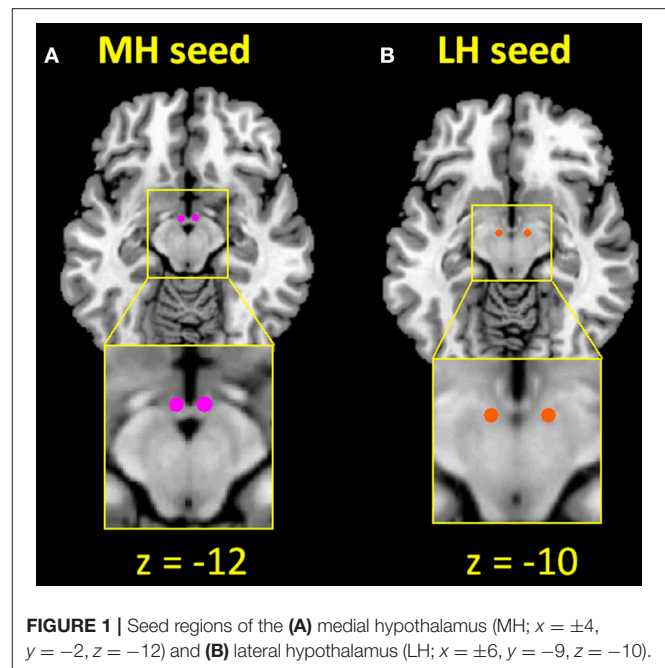 A MH seed
B LH seed
z = -12
z = -10
FIGURE 1 | Seed regions of the (A) medial hypothalamus (MH; x = ±4,
y = −2, z = −12) and (B) lateral hypothalamus (LH; x = ±6, y = −9, z = −10).